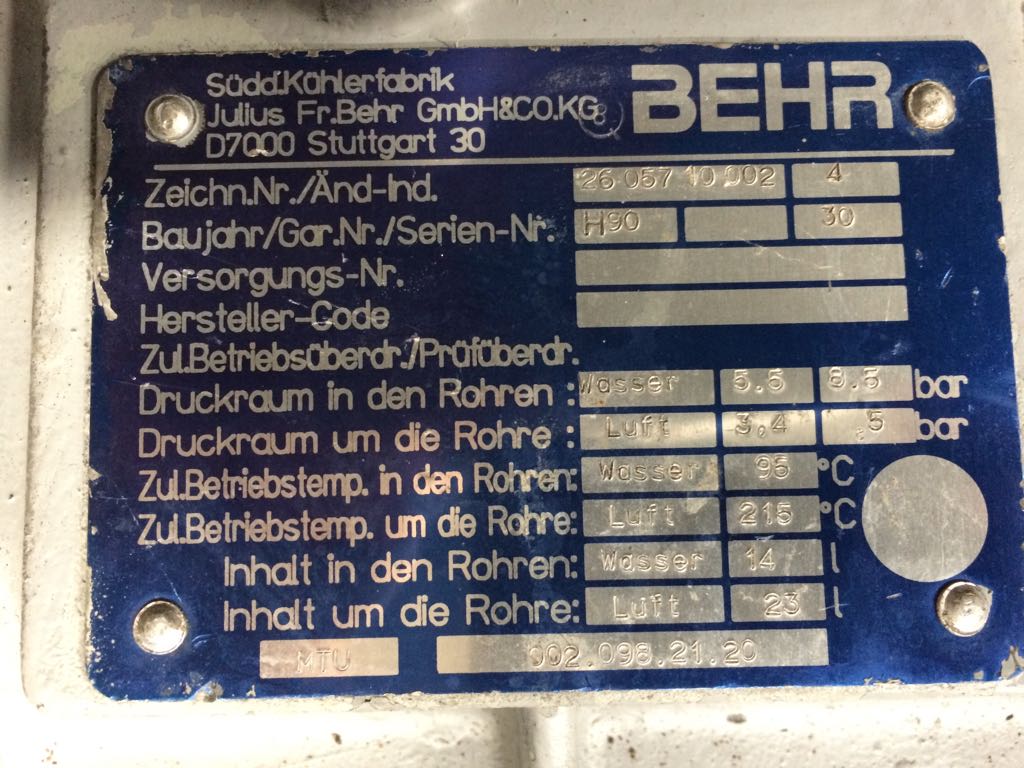 Südd.Kühlerfabrik
Julius Fr.Behr GmbH&CO.KG
D7000 Stuttgart 30
BEHR
Zeichn.Nr./Änd-Ind. 26 057 10 002 4
Baujahr/Gar.Nr./Serien-Nr. H90 30
Versorgungs-Nr.
Hersteller-Code
Zul.Betriebsüberdr./Prüfüberdr.
Druckraum in den Rohren : Wasser 5.5 8.5 bar
Druckraum um die Rohre : Luft 3,4 5 bar
Zul.Betriebstemp. in den Rohren: Wasser 95 °C
Zul.Betriebstemp. um die Rohre: Luft 215 °C
Inhalt in den Rohren: Wasser 14 l
Inhalt um die Rohre: Luft 23 l
MTU 002.098.21.20